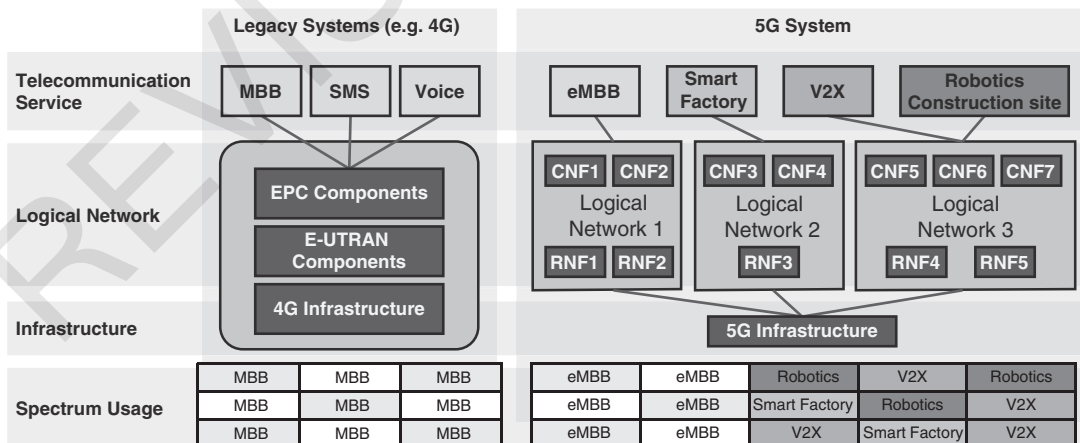 Legacy Systems (e.g. 4G)
5G System
Telecommunication
Service
MBB
SMS
Voice
eMBB
Smart
Factory
V2X
Robotics
Construction site
Logical Network
EPC Components
E-UTRAN
Components
4G Infrastructure
CNF1 CNF2
Logical
Network 1
RNF1 RNF2
CNF3 CNF4
Logical
Network 2
RNF3
CNF5 CNF6 CNF7
Logical
Network 3
RNF4 RNF5
Infrastructure
5G Infrastructure
Spectrum Usage
MBB MBB MBB
MBB MBB MBB
MBB MBB MBB
eMBB eMBB Robotics V2X Robotics
eMBB eMBB Smart Factory Robotics V2X
eMBB eMBB V2X Smart Factory V2X